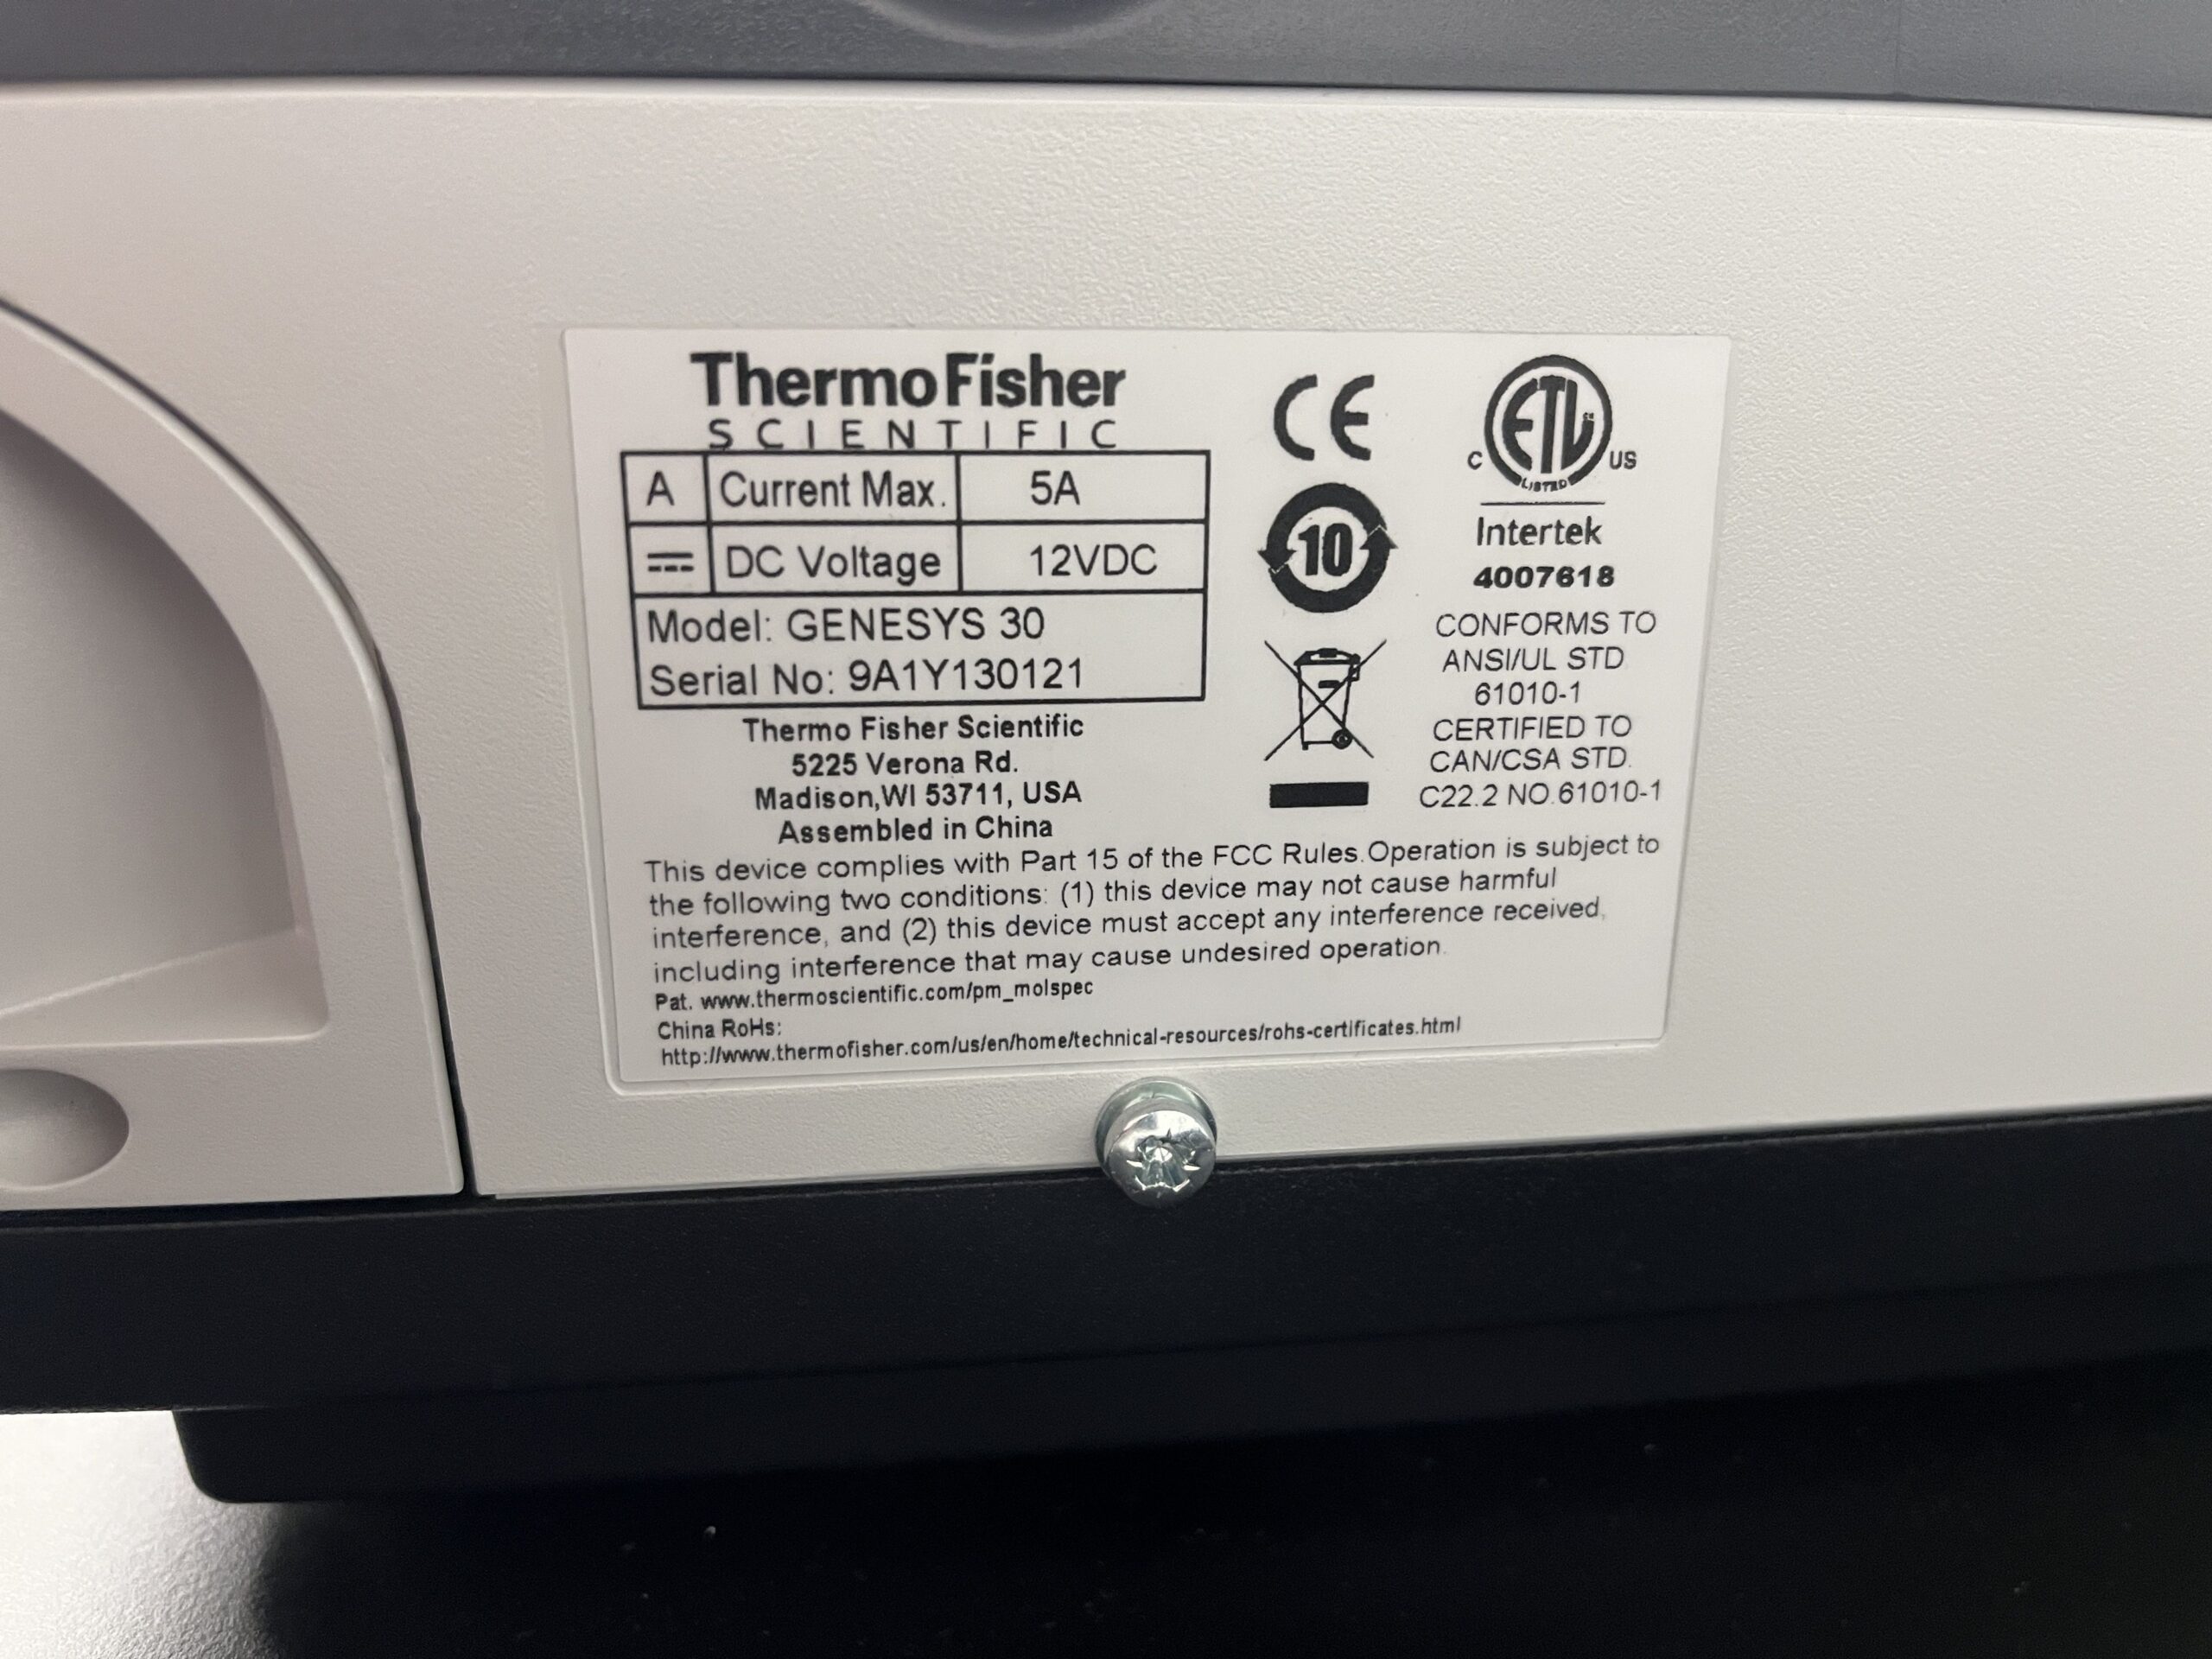 ThermoFisher
SCIENTIFIC
A Current Max. 5A
DC Voltage 12VDC
Model: GENESYS 30
Serial No: 9A1Y130121
Thermo Fisher Scientific
5225 Verona Rd.
Madison,WI 53711, USA
Assembled in China
CE
10
ETL
CM
C US
LISTED
Intertek
4007618
CONFORMS TO
ANSI/UL STD
61010-1
CERTIFIED TO
CAN/CSA STD.
C22.2 NO.61010-1
This device complies with Part 15 of the FCC Rules.Operation is subject to
the following two conditions: (1) this device may not cause harmful
interference, and (2) this device must accept any interference received,
including interference that may cause undesired operation.
Pat. www.thermoscientific.com/pm_molspec
China RoHs:
http://www.thermofisher.com/us/en/home/technical-resources/rohs-certificates.html